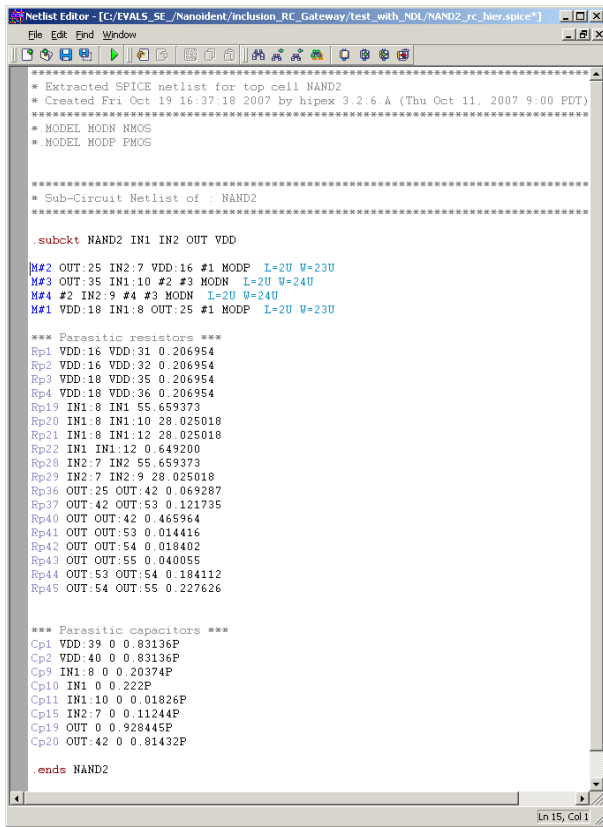 Netlist Editor - [C:/EVALS_SE_/Nanoident/inclusion_RC_Gateway/test_with_NDL/NAND2_rc_hier.spice*]
File Edit Find Window
******************************************************************************
* Extracted SPICE netlist for top cell NAND2
* Created Fri Oct 19 16:37:18 2007 by hipex 3.2.6.A (Thu Oct 11, 2007 9:00 PDT)
******************************************************************************
*.MODEL MODN NMOS
*.MODEL MODP PMOS
******************************************************************************
* Sub-Circuit Netlist of : NAND2
******************************************************************************
.subckt NAND2 IN1 IN2 OUT VDD
M#2 OUT:25 IN2:7 VDD:16 #1 MODP L=2U W=23U
M#3 OUT:35 IN1:10 #2 #3 MODN L=2U W=24U
M#4 #2 IN2:9 #4 #3 MODN L=2U W=24U
M#1 VDD:18 IN1:8 OUT:25 #1 MODP L=2U W=23U
*** Parasitic resistors ***
Rp1 VDD:16 VDD:31 0.206954
Rp2 VDD:16 VDD:32 0.206954
Rp3 VDD:18 VDD:35 0.206954
Rp4 VDD:18 VDD:36 0.206954
Rp19 IN1:8 IN1 55.659373
Rp20 IN1:8 IN1:10 28.025018
Rp21 IN1:8 IN1:12 28.025018
Rp22 IN1 IN1:12 0.649200
Rp28 IN2:7 IN2 55.659373
Rp29 IN2:7 IN2:9 28.025018
Rp36 OUT:25 OUT:42 0.069287
Rp37 OUT:42 OUT:53 0.121735
Rp40 OUT OUT:42 0.465964
Rp41 OUT OUT:53 0.014416
Rp42 OUT OUT:54 0.018402
Rp43 OUT OUT:55 0.040055
Rp44 OUT:53 OUT:54 0.184112
Rp45 OUT:54 OUT:55 0.227626
*** Parasitic capacitors ***
Cp1 VDD:39 0 0.83136P
Cp2 VDD:40 0 0.83136P
Cp9 IN1:8 0 0.20374P
Cp10 IN1 0 0.222P
Cp11 IN1:10 0 0.01826P
Cp15 IN2:7 0 0.11244P
Cp19 OUT 0 0.928445P
Cp20 OUT:42 0 0.81432P
.ends NAND2
Ln 15, Col 1